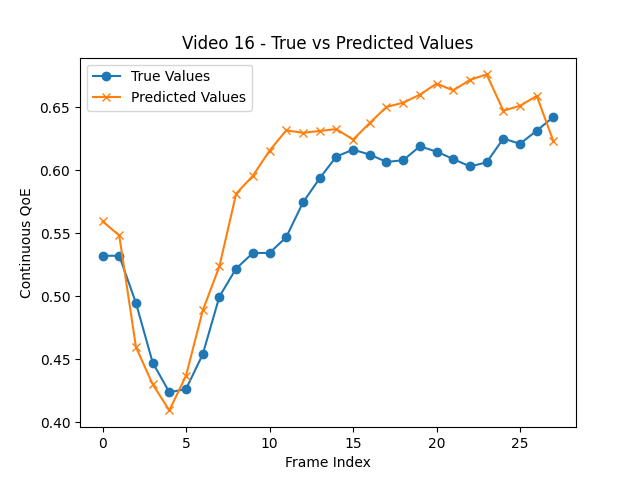 Video 16 - True vs Predicted Values
True Values
Predicted Values
Continuous QoE
0.65
0.60
0.55
0.50
0.45
0.40
0 5 10 15 20 25
Frame Index